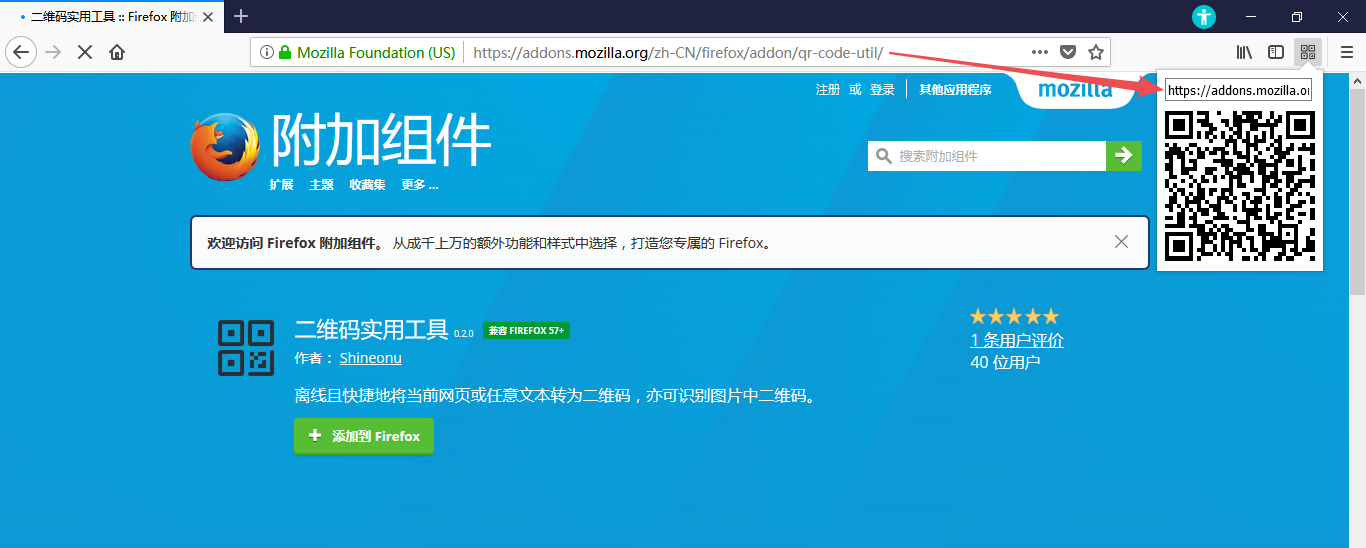 二维码实用工具 :: Firefox 附加
Mozilla Foundation (US)
https://addons.mozilla.org/zh-CN/firefox/addon/qr-code-util/
注册 或 登录 其他应用程序
mozilla
https://addons.mozilla.o
附加组件
搜索附加组件
扩展 主题 收藏集 更多 ...
欢迎访问 Firefox 附加组件。 从成千上万的额外功能和样式中选择，打造您专属的 Firefox。
二维码实用工具 0.2.0 兼容 FIREFOX 57+
作者： Shineonu
1 条用户评价
40 位用户
离线且快捷地将当前网页或任意文本转为二维码，亦可识别图片中二维码。
添加到 Firefox